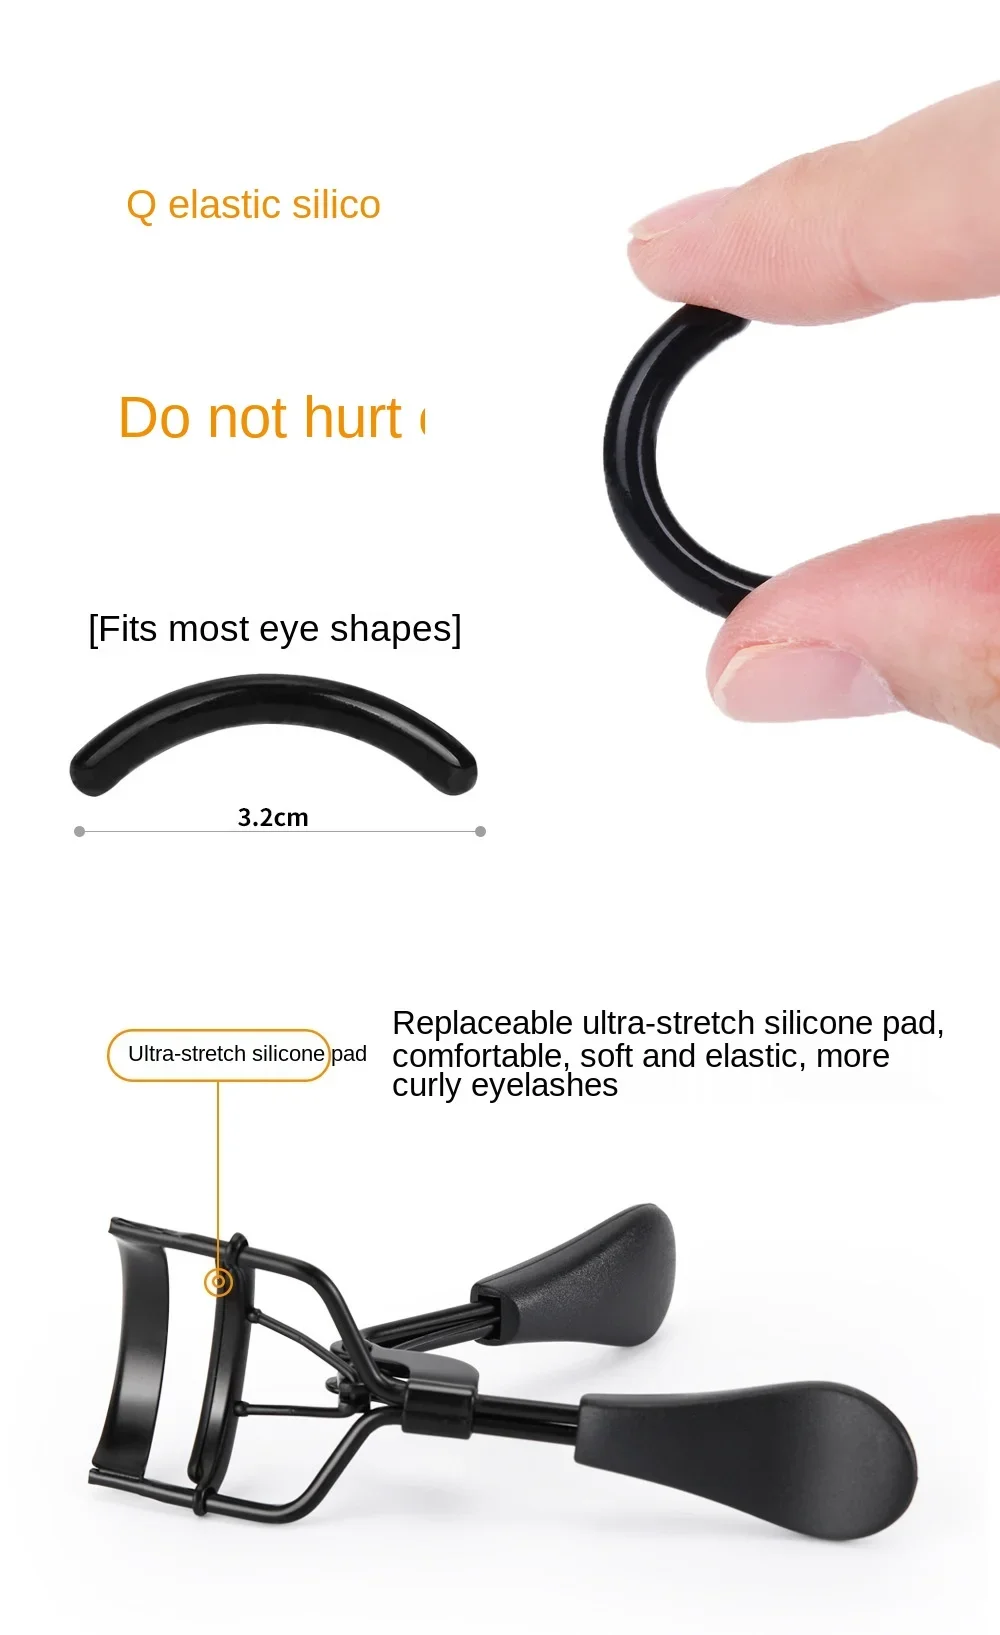 Q elastic silico
Do not hurt
[Fits most eye shapes]
3.2cm
Ultra-stretch silicone pad
Replaceable ultra-stretch silicone pad,
comfortable, soft and elastic, more
curly eyelashes